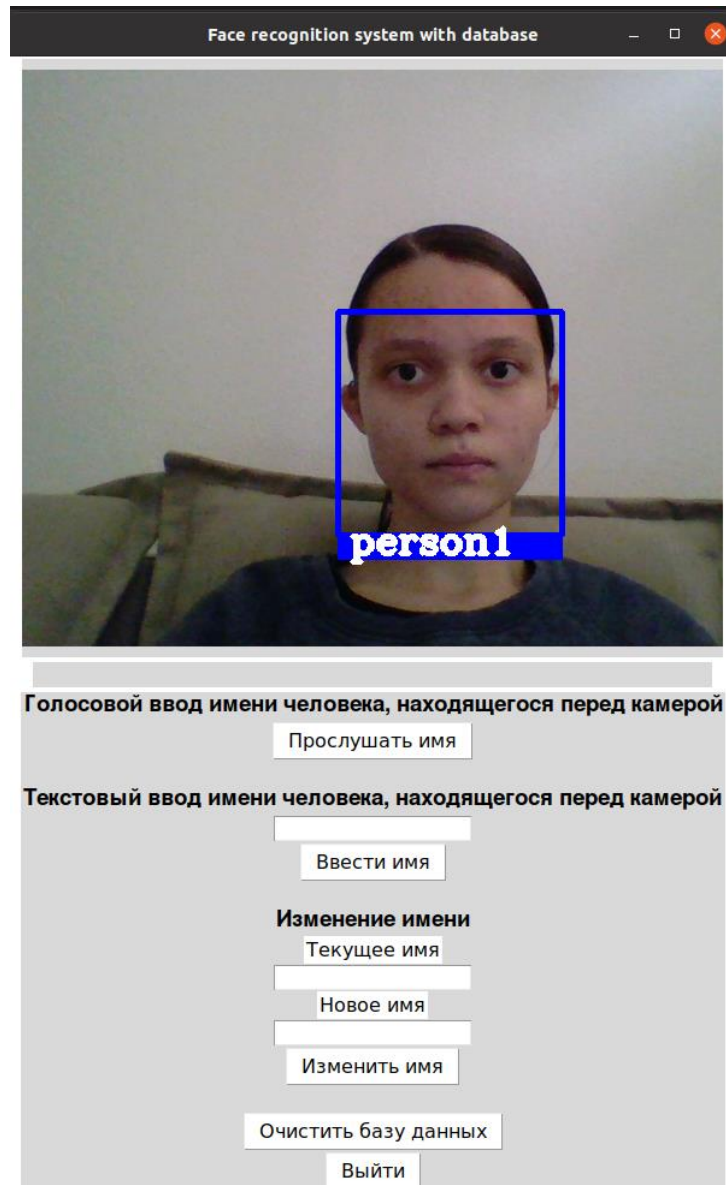 Face recognition system with database
person1
Голосовой ввод имени человека, находящегося перед камерой
Прослушать имя
Текстовый ввод имени человека, находящегося перед камерой
Ввести имя
Изменение имени
Текущее имя
Новое имя
Изменить имя
Очистить базу данных
Выйти